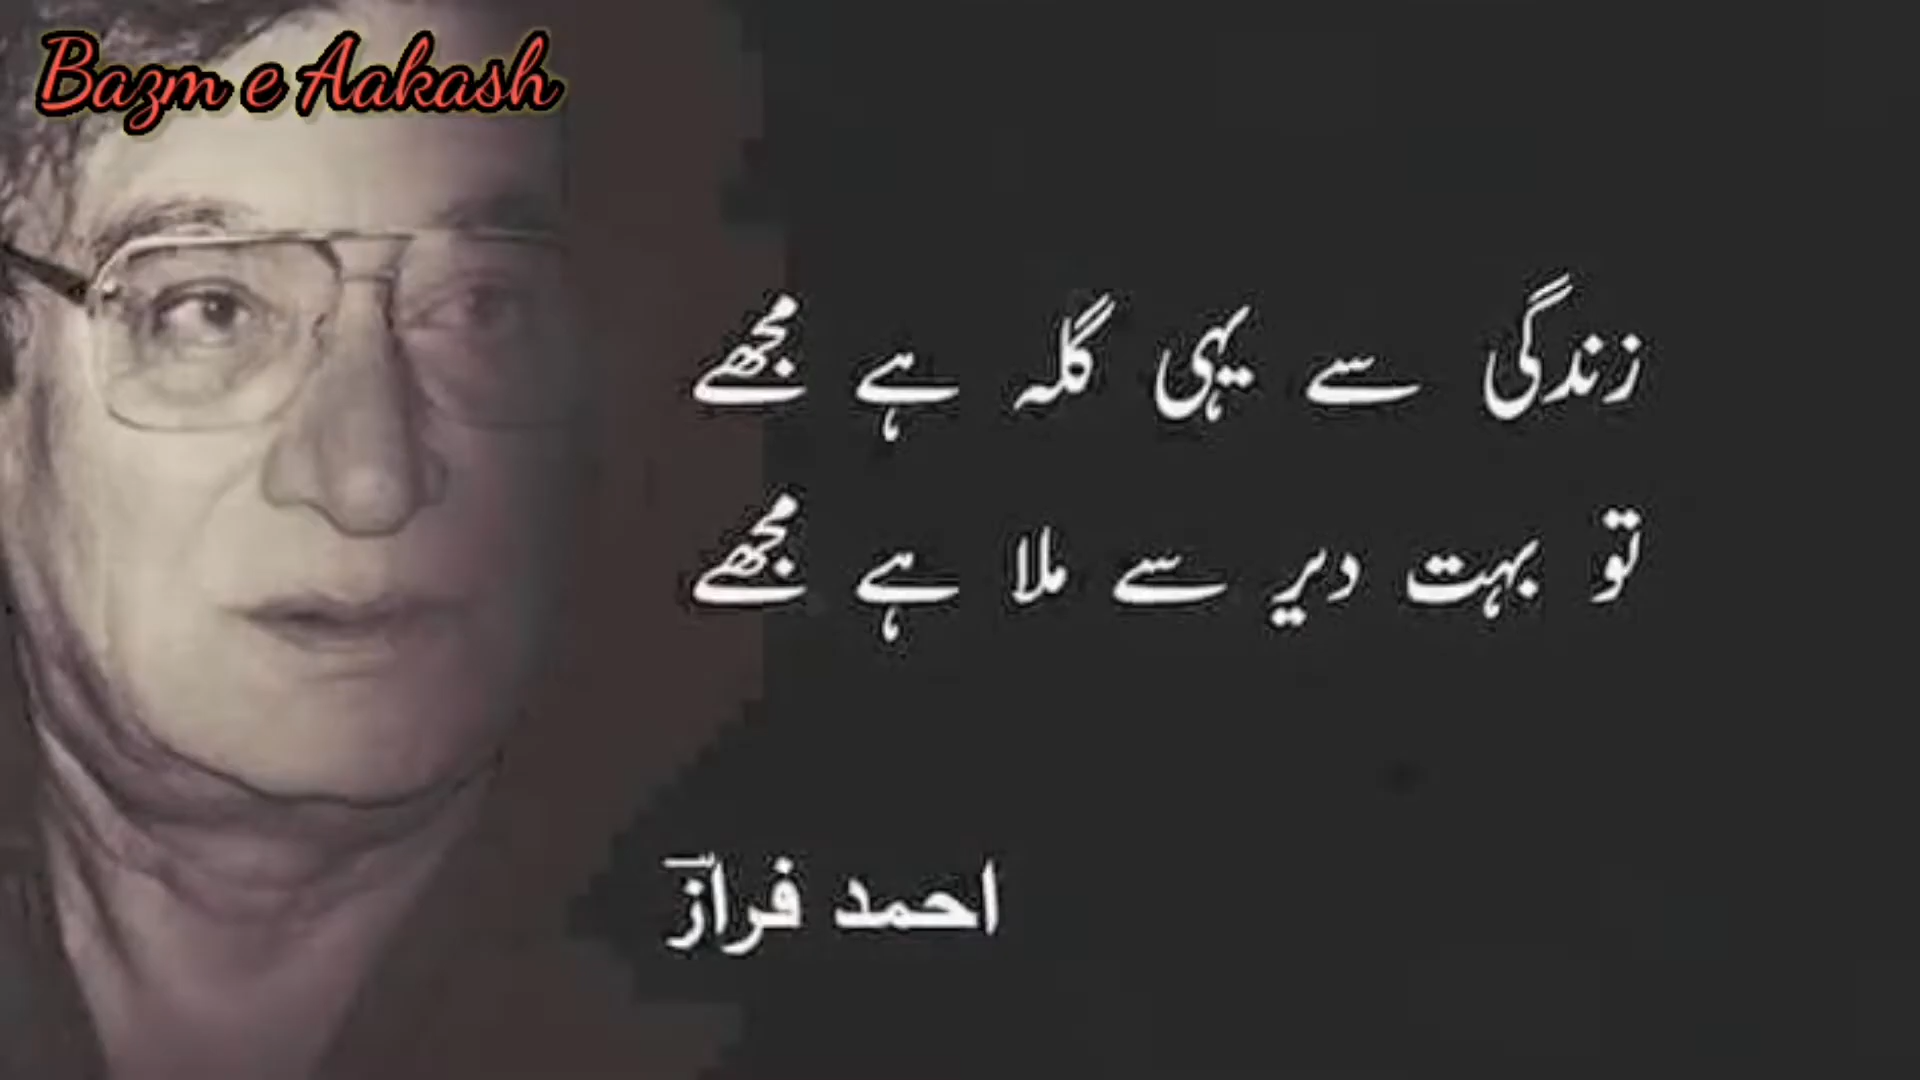 Bazm e Aakash
زندگی سے یہی گلہ ہے مجھے
تو بہت دیر سے ملا ہے مجھے
احمد فرازؔ